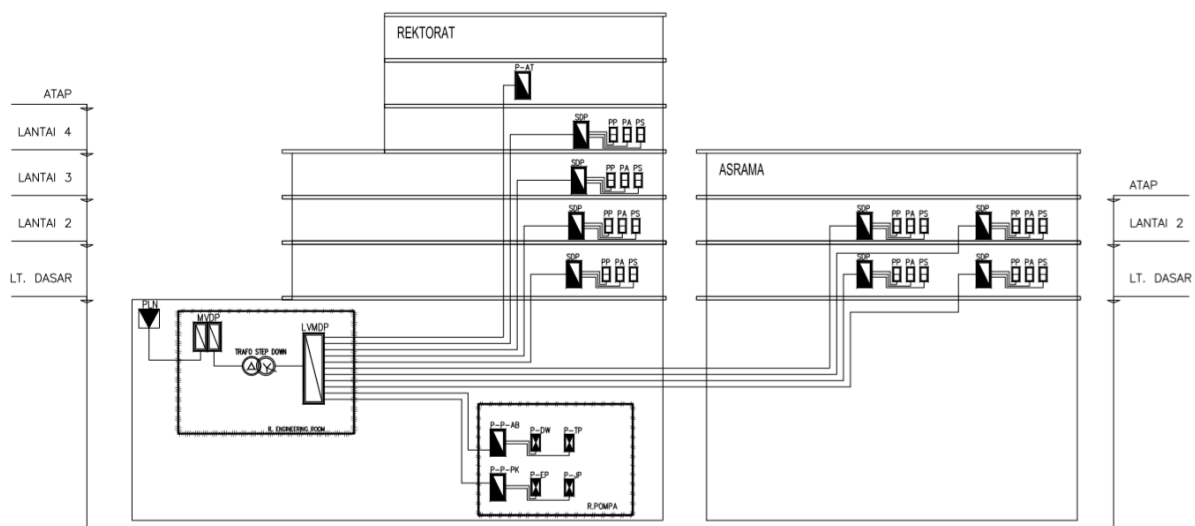 REKTORAT
P-AT
ATAP
LANTAI 4
SDP PP PA PS
LANTAI 3
SDP PP PA PS
ASRAMA
ATAP
LANTAI 2
SDP PP PA PS
SDP PP PA PS
SDP PP PA PS
LANTAI 2
LT. DASAR
SDP PP PA PS
SDP PP PA PS
SDP PP PA PS
LT. DASAR
PLN
MVDP
LVMDP
TRAFO STEP DOWN
R. ENGINEERING ROOM
P-P-AB P-DW P-TP
P-P-PK P-EP P-JP
R.POMPA